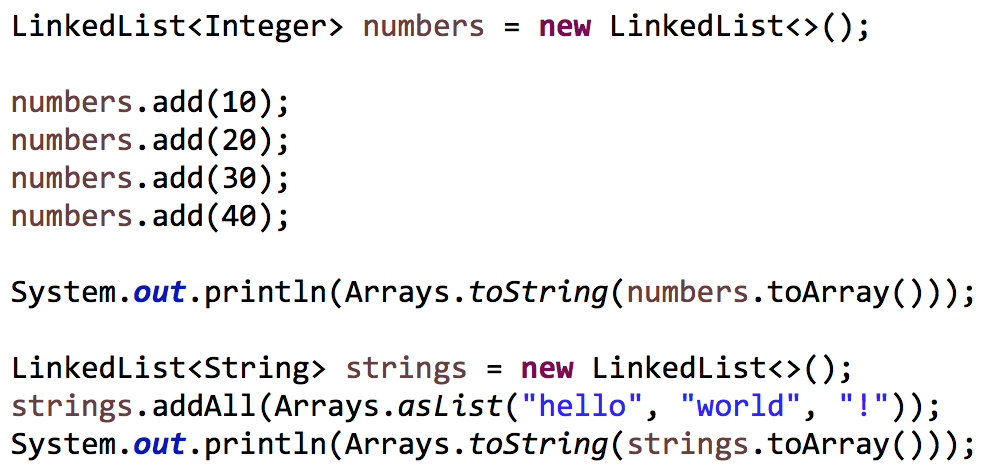 LinkedList<Integer> numbers = new LinkedList<>();
numbers.add(10);
numbers.add(20);
numbers.add(30);
numbers.add(40);
System.out.println(Arrays.toString(numbers.toArray()));
LinkedList<String> strings = new LinkedList<>();
strings.addAll(Arrays.asList("hello", "world", "!"));
System.out.println(Arrays.toString(strings.toArray()));